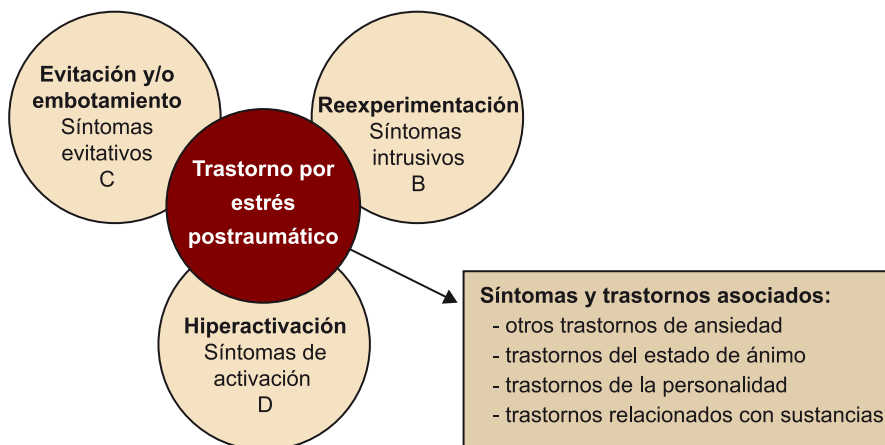 Evitación y/o
embotamiento
Síntomas
evitativos
C
Reexperimentación
Síntomas
intrusivos
B
Trastorno por
estrés
postraumático
Hiperactivación
Síntomas de
activación
D
Síntomas y trastornos asociados:
- otros trastornos de ansiedad
- trastornos del estado de ánimo
- trastornos de la personalidad
- trastornos relacionados con sustancias